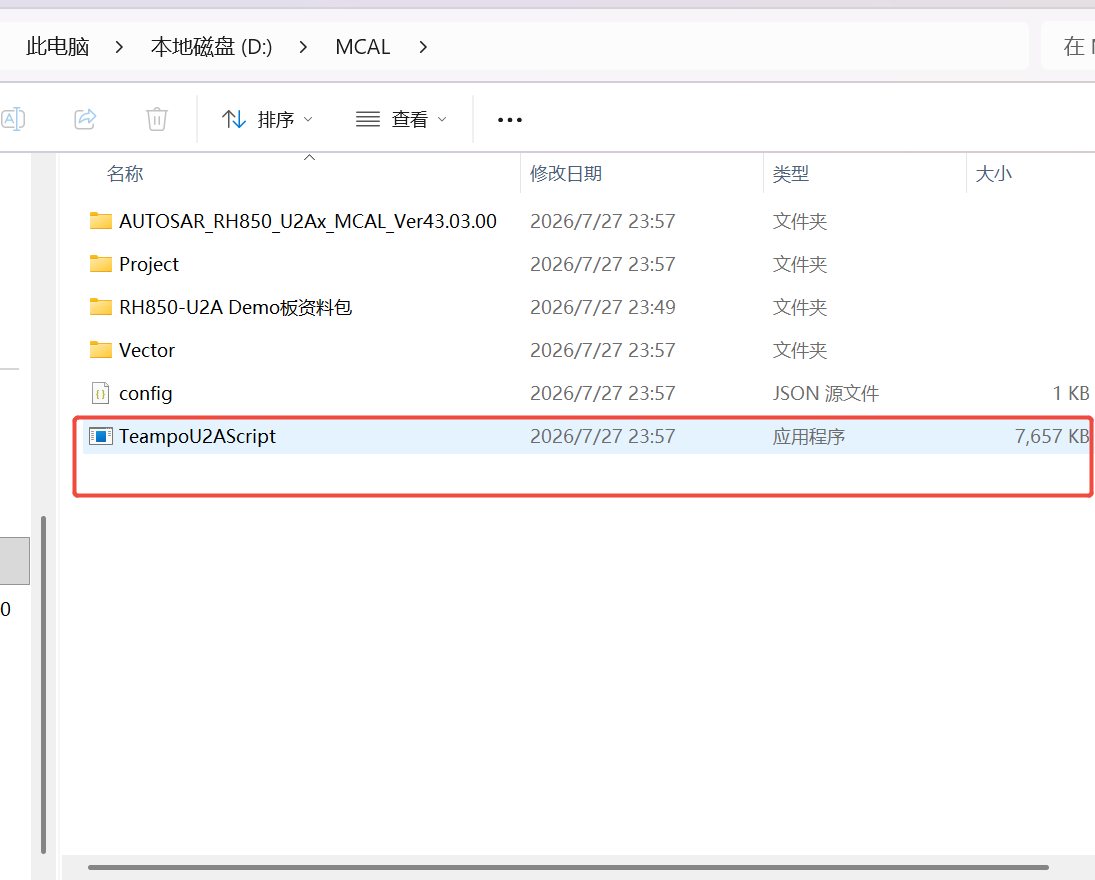 此电脑 > 本地磁盘 (D:) > MCAL >
在 M
排序 查看 •••
名称 修改日期 类型 大小
AUTOSAR_RH850_U2Ax_MCAL_Ver43.03.00 2026/7/27 23:57 文件夹
Project 2026/7/27 23:57 文件夹
RH850-U2A Demo板资料包 2026/7/27 23:49 文件夹
Vector 2026/7/27 23:57 文件夹
config 2026/7/27 23:57 JSON 源文件 1 KB
TeampoU2AScript 2026/7/27 23:57 应用程序 7,657 KB
0